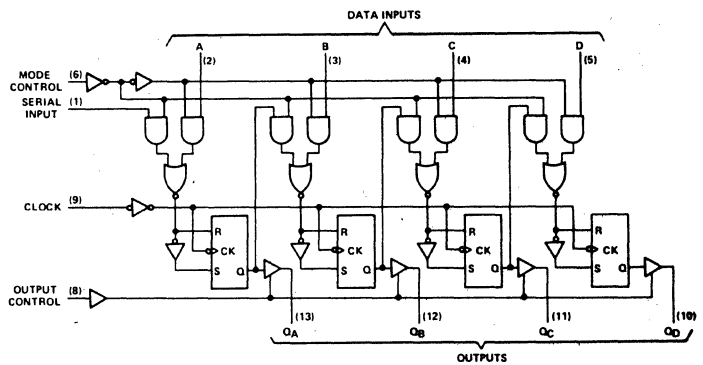 DATA INPUTS
A B C D
(2) (3) (4) (5)
MODE CONTROL (6)
SERIAL INPUT (1)
CLOCK (9)
R R R R
CK CK CK CK
S Q S Q S Q S Q
OUTPUT CONTROL (8)
(13) (12) (11) (10)
QA QB QC QD
OUTPUTS